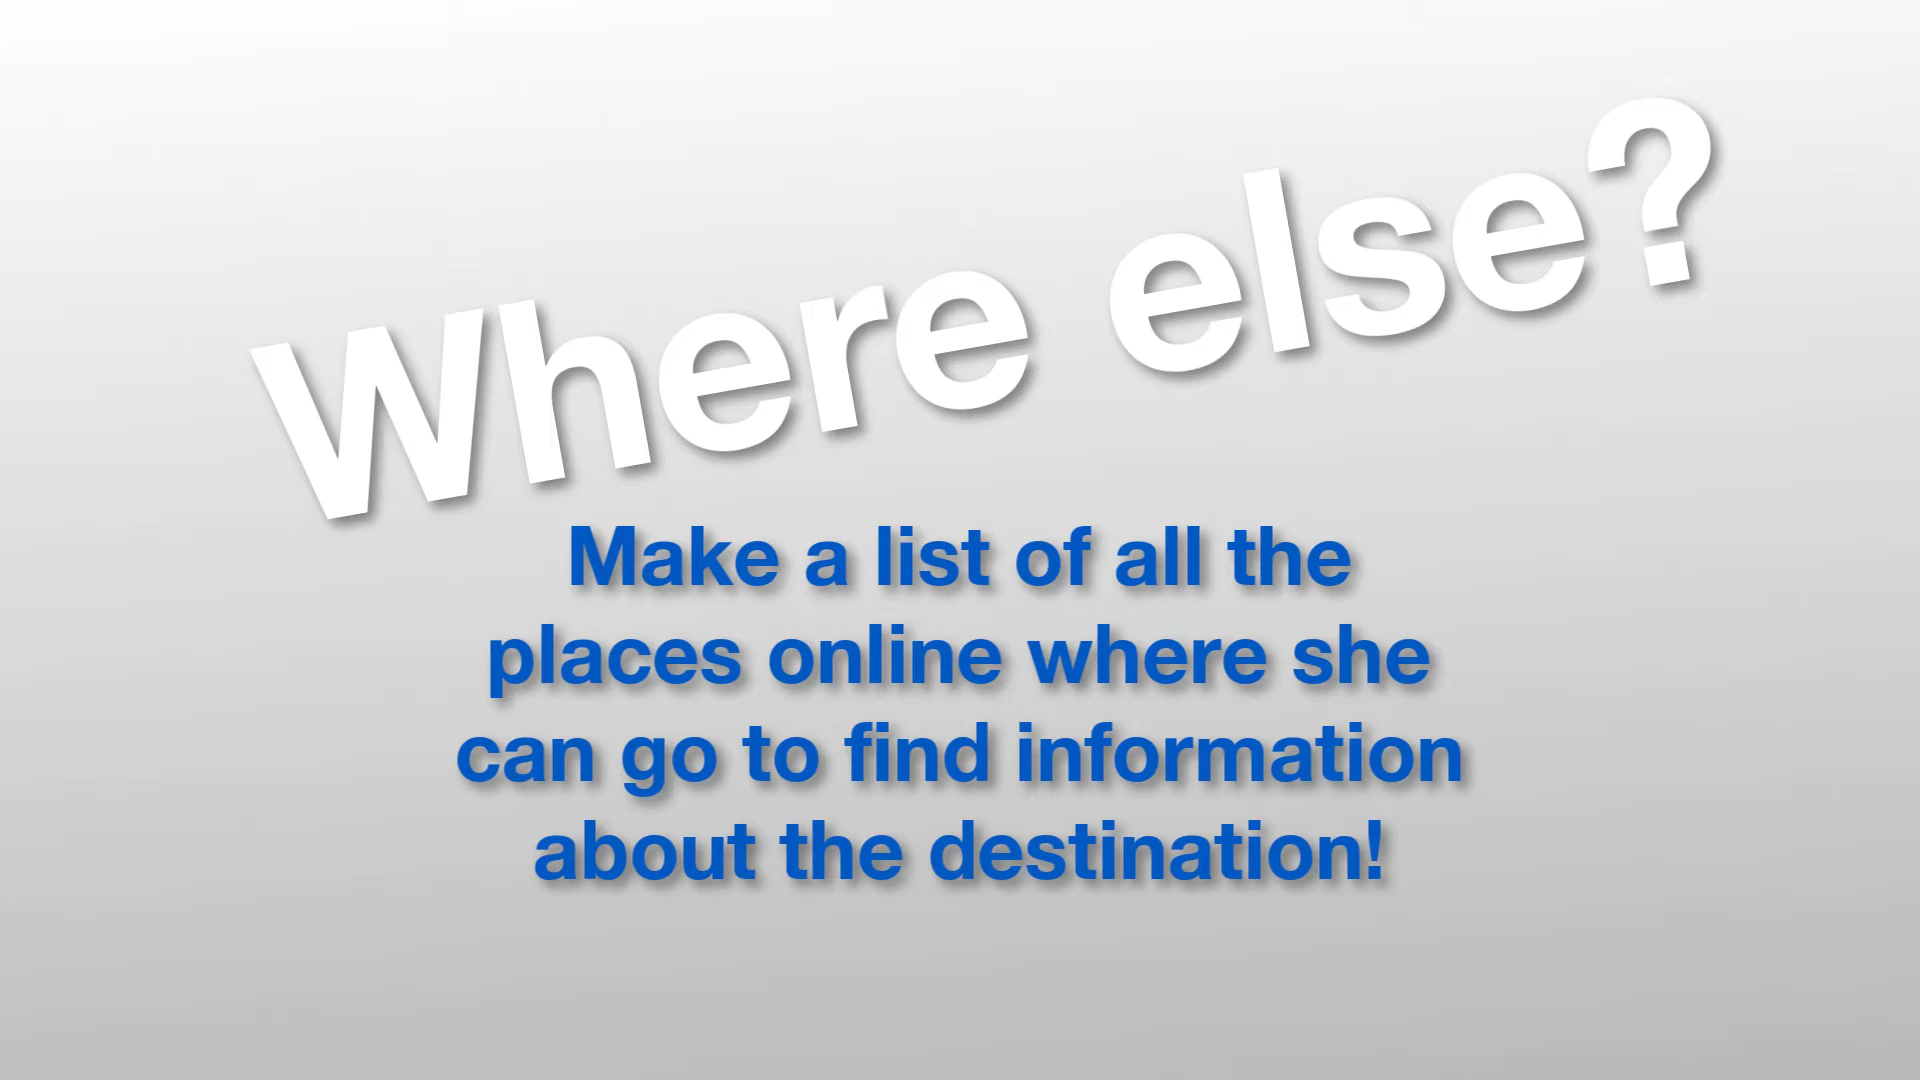 Where else?
Make a list of all the
places online where she
can go to find information
about the destination!